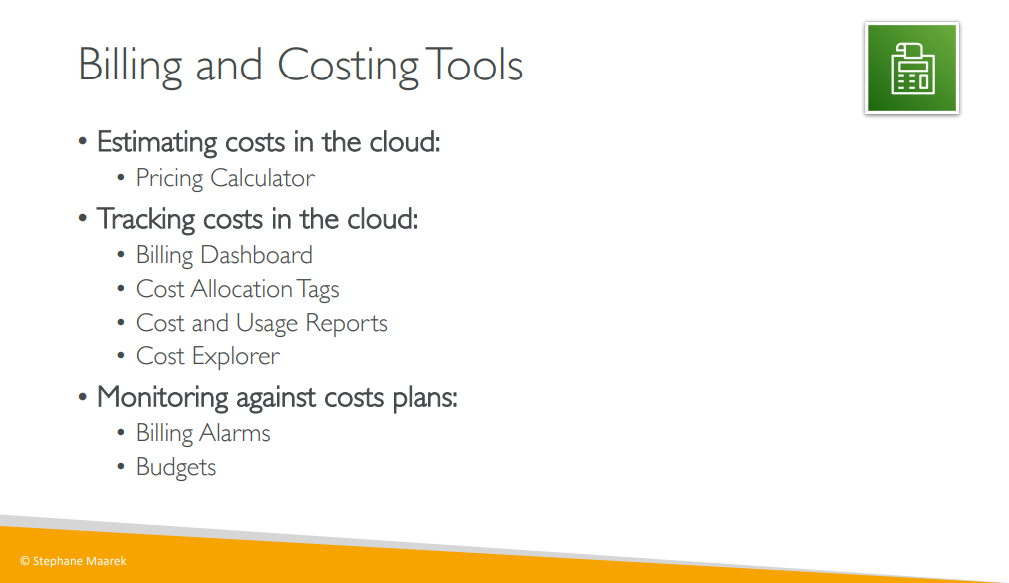 Billing and Costing Tools
• Estimating costs in the cloud:
• Pricing Calculator
• Tracking costs in the cloud:
• Billing Dashboard
• Cost Allocation Tags
• Cost and Usage Reports
• Cost Explorer
• Monitoring against costs plans:
• Billing Alarms
• Budgets
© Stephane Maarek